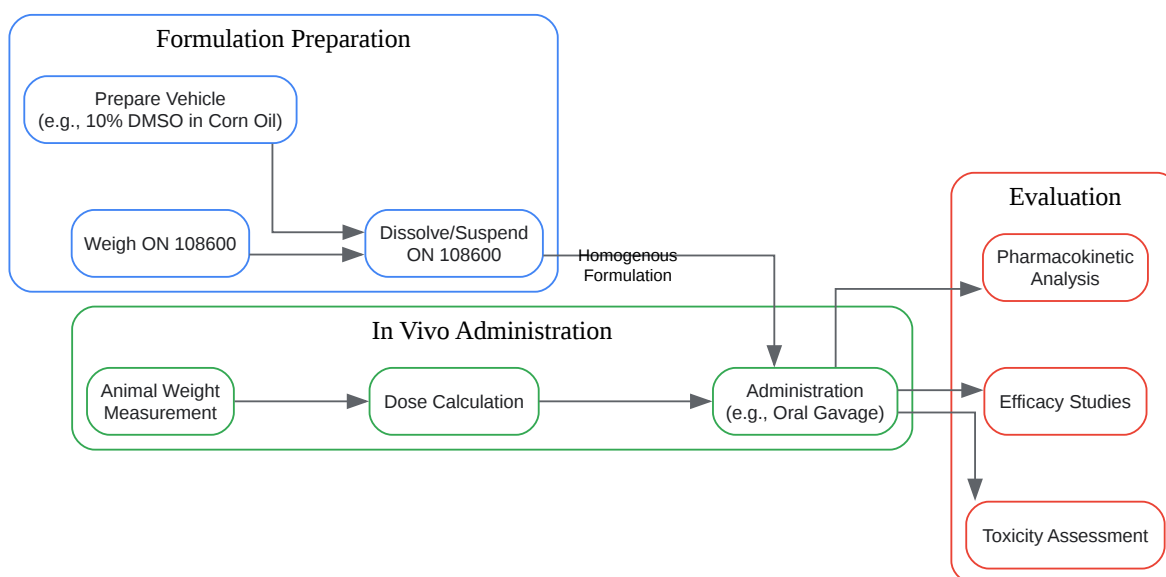 Formulation Preparation
Prepare Vehicle
(e.g., 10% DMSO in Corn Oil)
Weigh ON 108600
Dissolve/Suspend
ON 108600
Homogenous
Formulation
In Vivo Administration
Animal Weight
Measurement
Dose Calculation
Administration
(e.g., Oral Gavage)
Evaluation
Pharmacokinetic
Analysis
Efficacy Studies
Toxicity Assessment